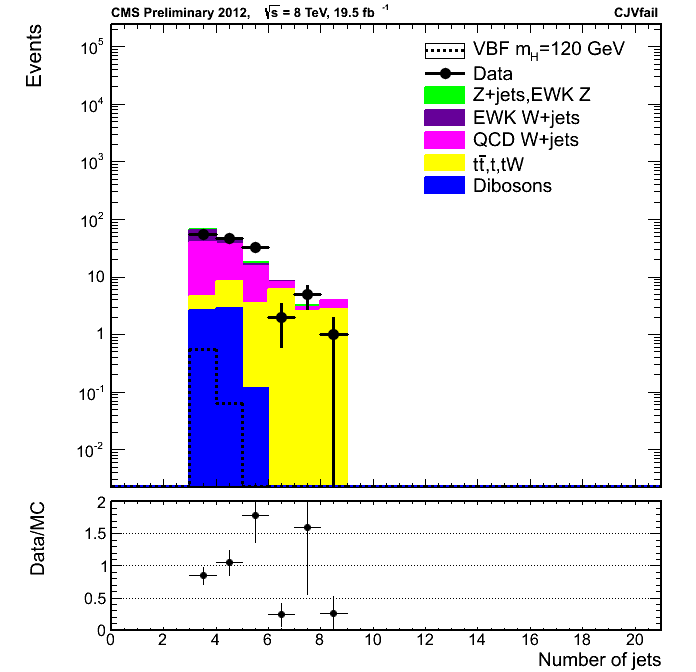 CMS Preliminary 2012, √s = 8 TeV, 19.5 fb⁻¹ CJVfail
Events
10⁵
10⁴
10³
10²
10
1
10⁻¹
10⁻²
VBF m_H=120 GeV
Data
Z+jets,EWK Z
EWK W+jets
QCD W+jets
tt̄,t,tW
Dibosons
Data/MC
2
1.5
1
0.5
0
0 2 4 6 8 10 12 14 16 18 20
Number of jets